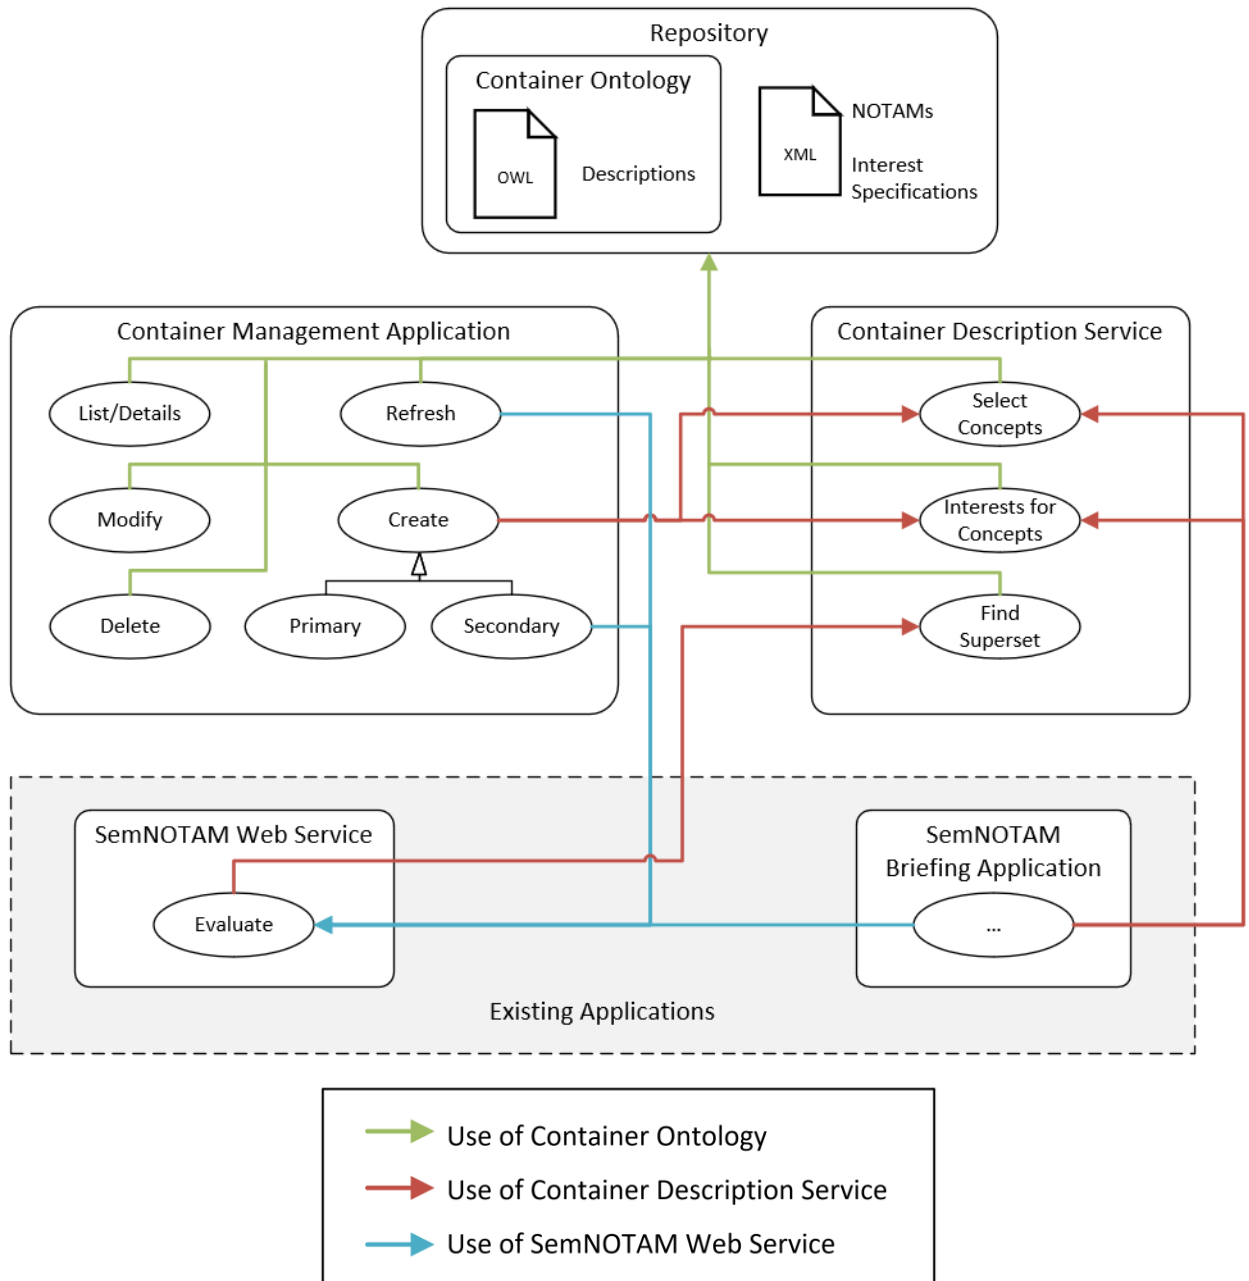 Repository
Container Ontology
OWL
Descriptions
XML
NOTAMs
Interest
Specifications
Container Management Application
List/Details
Refresh
Modify
Create
Delete
Primary
Secondary
Container Description Service
Select
Concepts
Interests for
Concepts
Find
Superset
SemNOTAM Web Service
Evaluate
SemNOTAM
Briefing Application
...
Existing Applications
Use of Container Ontology
Use of Container Description Service
Use of SemNOTAM Web Service